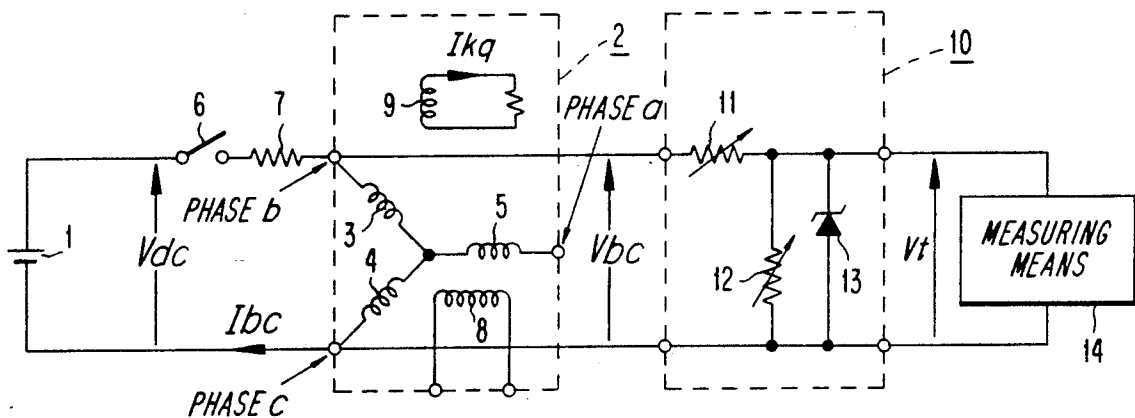 Ikq
9
2
PHASE a
10
6
7
11
PHASE b
3
5
1
Vdc
4
Vbc
12
13
Vt
MEASURING
MEANS
Ibc
8
14
PHASE c